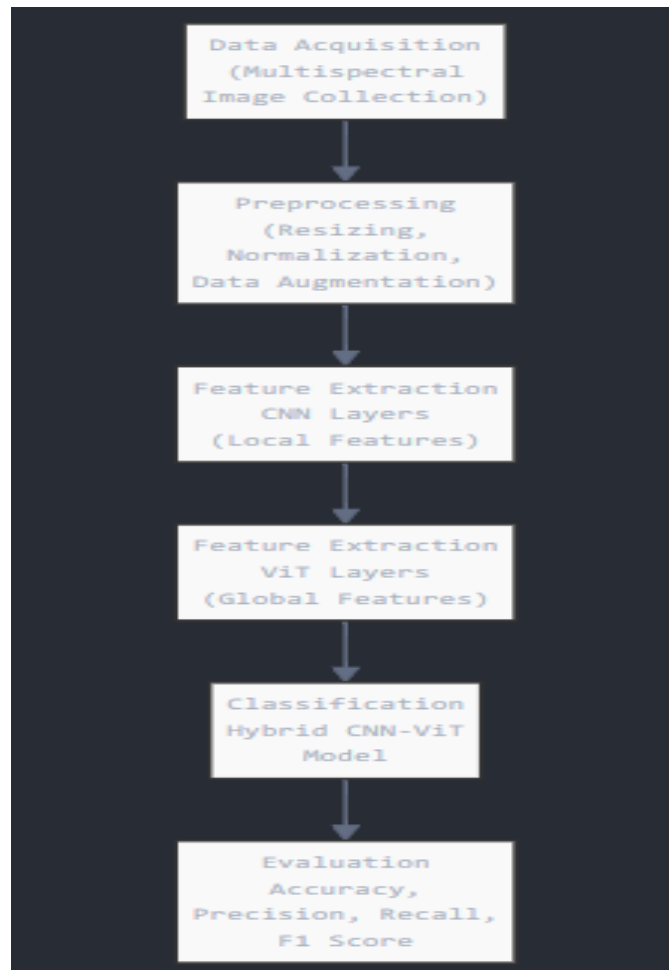 Data Acquisition
(Multispectral
Image Collection)
Preprocessing
(Resizing,
Normalization,
Data Augmentation)
Feature Extraction
CNN Layers
(Local Features)
Feature Extraction
ViT Layers
(Global Features)
Classification
Hybrid CNN-ViT
Model
Evaluation
Accuracy,
Precision, Recall,
F1 Score